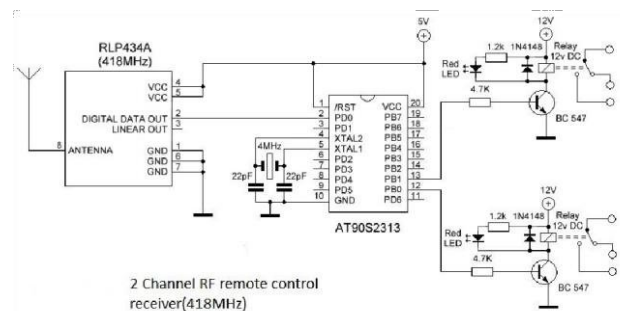 RLP434A
(418MHz)
VCC 4
VCC 5
DIGITAL DATA OUT 2
LINEAR OUT 3
8 ANTENNA
GND 1
GND 6
GND 7
5V
1 /RST VCC 20
2 PD0 PB7 19
3 PD1 PB6 18
4 XTAL2 PB5 17
5 XTAL1 PB4 16
6 PD2 PB3 15
7 PD3 PB2 14
8 PD4 PB1 13
9 PD5 PB0 12
10 GND PD6 11
AT90S2313
4MHz
22pF 22pF
12V
1.2k 1N4148 Relay
12v DC
Red
LED
4.7K
BC 547
12V
1.2k 1N4148 Relay
12v DC
Red
LED
4.7K
BC 547
2 Channel RF remote control
receiver(418MHz)